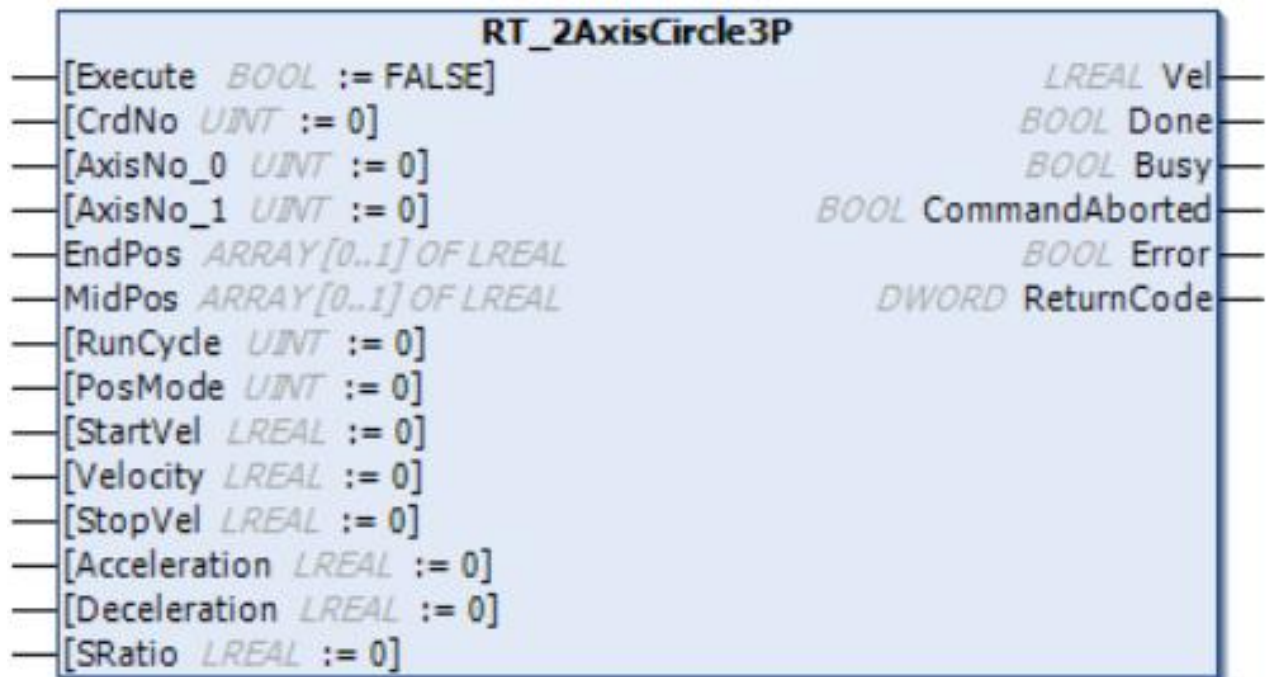 RT_2AxisCircle3P
[Execute BOOL := FALSE] LREAL Vel
[CrdNo UINT := 0] BOOL Done
[AxisNo_0 UINT := 0] BOOL Busy
[AxisNo_1 UINT := 0] BOOL CommandAborted
EndPos ARRAY [0..1] OF LREAL BOOL Error
MidPos ARRAY [0..1] OF LREAL DWORD ReturnCode
[RunCycle UINT := 0]
[PosMode UINT := 0]
[StartVel LREAL := 0]
[Velocity LREAL := 0]
[StopVel LREAL := 0]
[Acceleration LREAL := 0]
[Deceleration LREAL := 0]
[SRatio LREAL := 0]